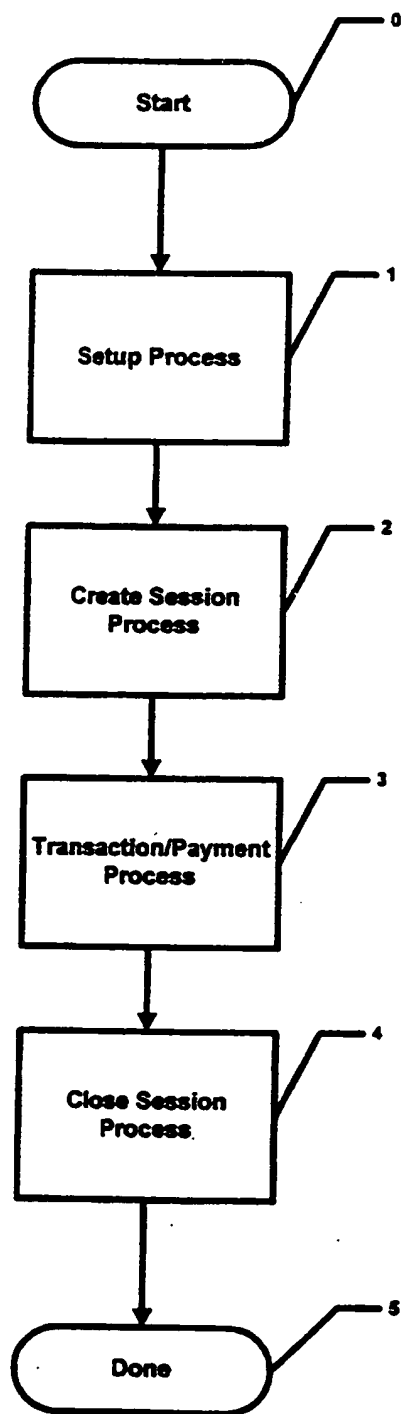 0
Start
1
Setup Process
2
Create Session
Process
3
Transaction/Payment
Process
4
Close Session
Process
5
Done